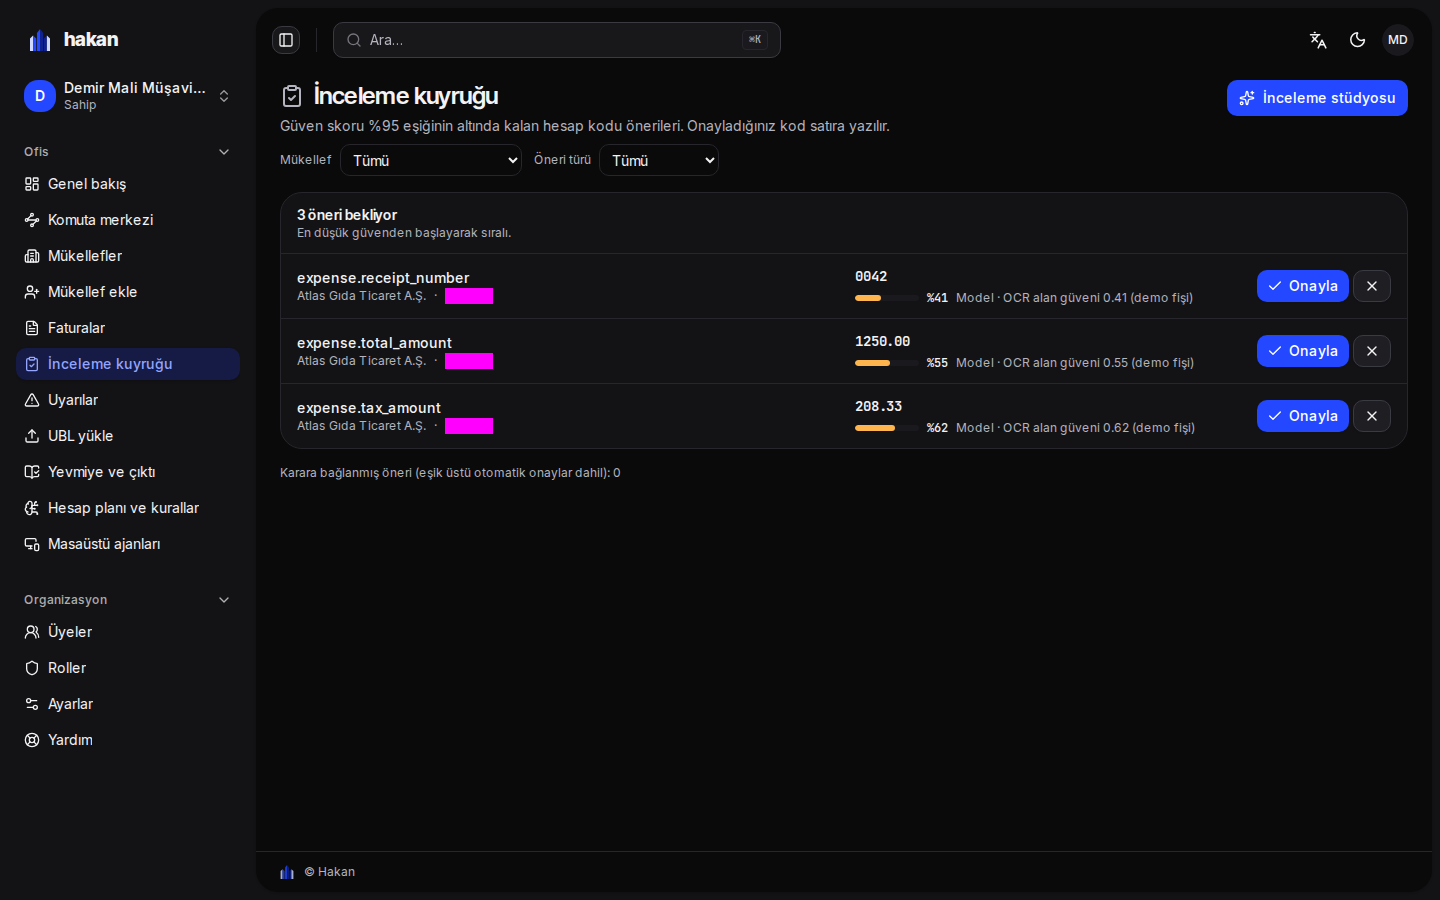 hakan
D
Demir Mali Müşavi...
Sahip
Ofis
Genel bakış
Komuta merkezi
Mükellefler
Mükellef ekle
Faturalar
İnceleme kuyruğu
Uyarılar
UBL yükle
Yevmiye ve çıktı
Hesap planı ve kurallar
Masaüstü ajanları
Organizasyon
Üyeler
Roller
Ayarlar
Yardım
Ara...
⌘K
MD
İnceleme kuyruğu
İnceleme stüdyosu
Güven skoru %95 eşiğinin altında kalan hesap kodu önerileri. Onayladığınız kod satıra yazılır.
Mükellef Tümü Öneri türü Tümü
3 öneri bekliyor
En düşük güvenden başlayarak sıralı.
expense.receipt_number
Atlas Gıda Ticaret A.Ş. ·
0042
%41 Model · OCR alan güveni 0.41 (demo fişi)
Onayla
expense.total_amount
Atlas Gıda Ticaret A.Ş. ·
1250.00
%55 Model · OCR alan güveni 0.55 (demo fişi)
Onayla
expense.tax_amount
Atlas Gıda Ticaret A.Ş. ·
208.33
%62 Model · OCR alan güveni 0.62 (demo fişi)
Onayla
Karara bağlanmış öneri (eşik üstü otomatik onaylar dahil): 0
© Hakan